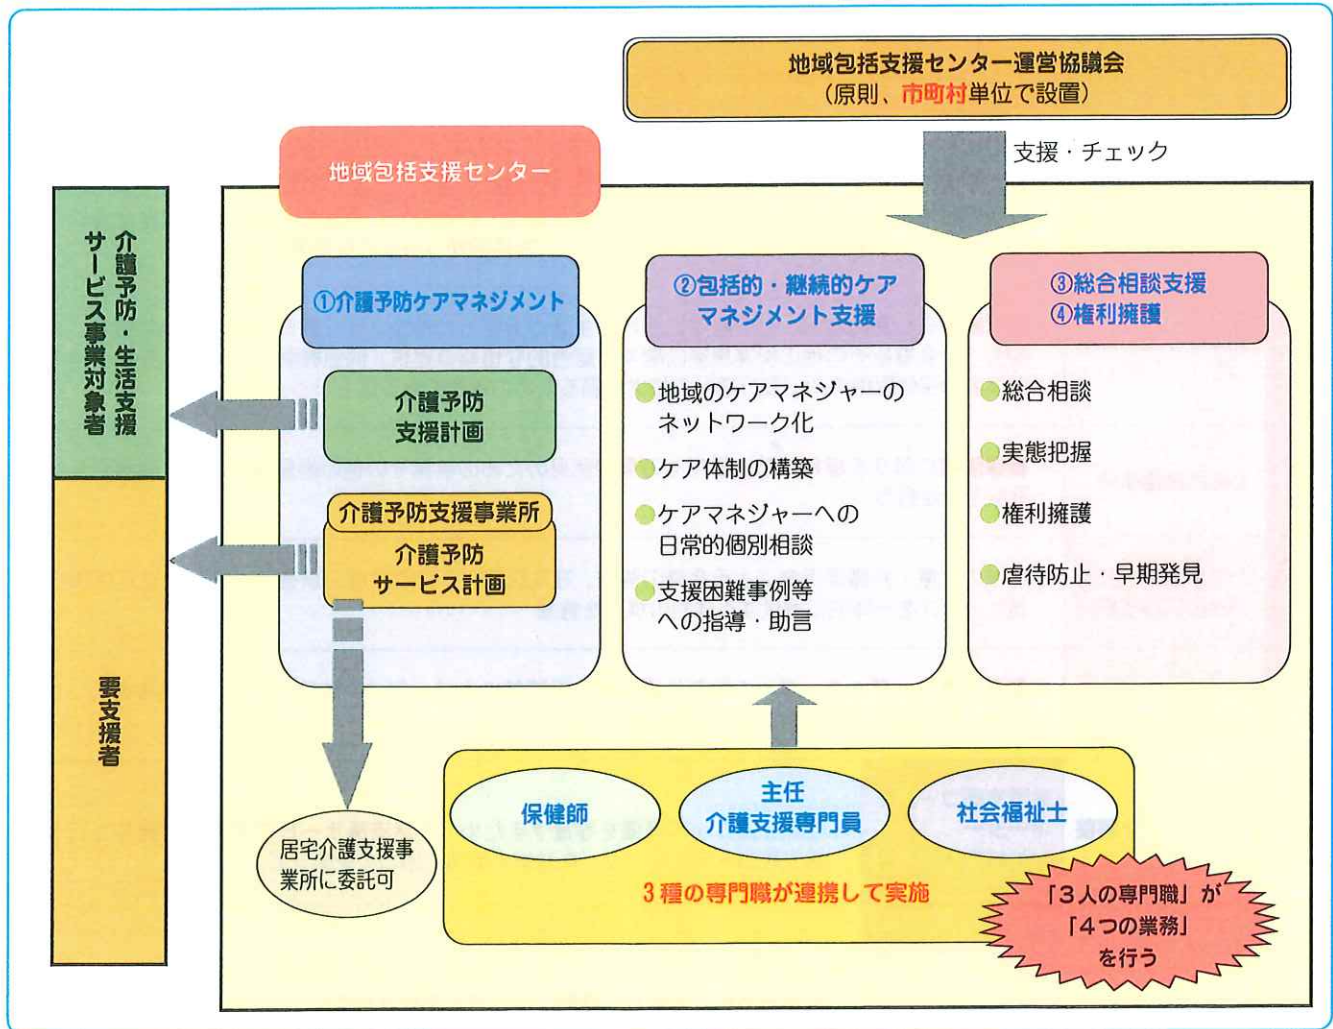 地域包括支援センター運営協議会
(原則、市町村単位で設置)
支援・チェック
地域包括支援センター
介護予防・生活支援
サービス事業対象者
要支援者
①介護予防ケアマネジメント
介護予防
支援計画
介護予防支援事業所
介護予防
サービス計画
居宅介護支援事
業所に委託可
②包括的・継続的ケア
マネジメント支援
地域のケアマネジャーの
ネットワーク化
ケア体制の構築
ケアマネジャーへの
日常的個別相談
支援困難事例等
への指導・助言
③総合相談支援
④権利擁護
総合相談
実態把握
権利擁護
虐待防止・早期発見
保健師
主任
介護支援専門員
社会福祉士
3種の専門職が連携して実施
「3人の専門職」が
「4つの業務」
を行う